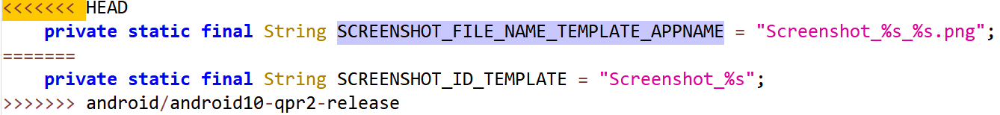 <<<<<<< HEAD
    private static final String SCREENSHOT_FILE_NAME_TEMPLATE_APPNAME = "Screenshot_%s_%s.png";
=======
    private static final String SCREENSHOT_ID_TEMPLATE = "Screenshot_%s";
>>>>>>> android/android10-qpr2-release